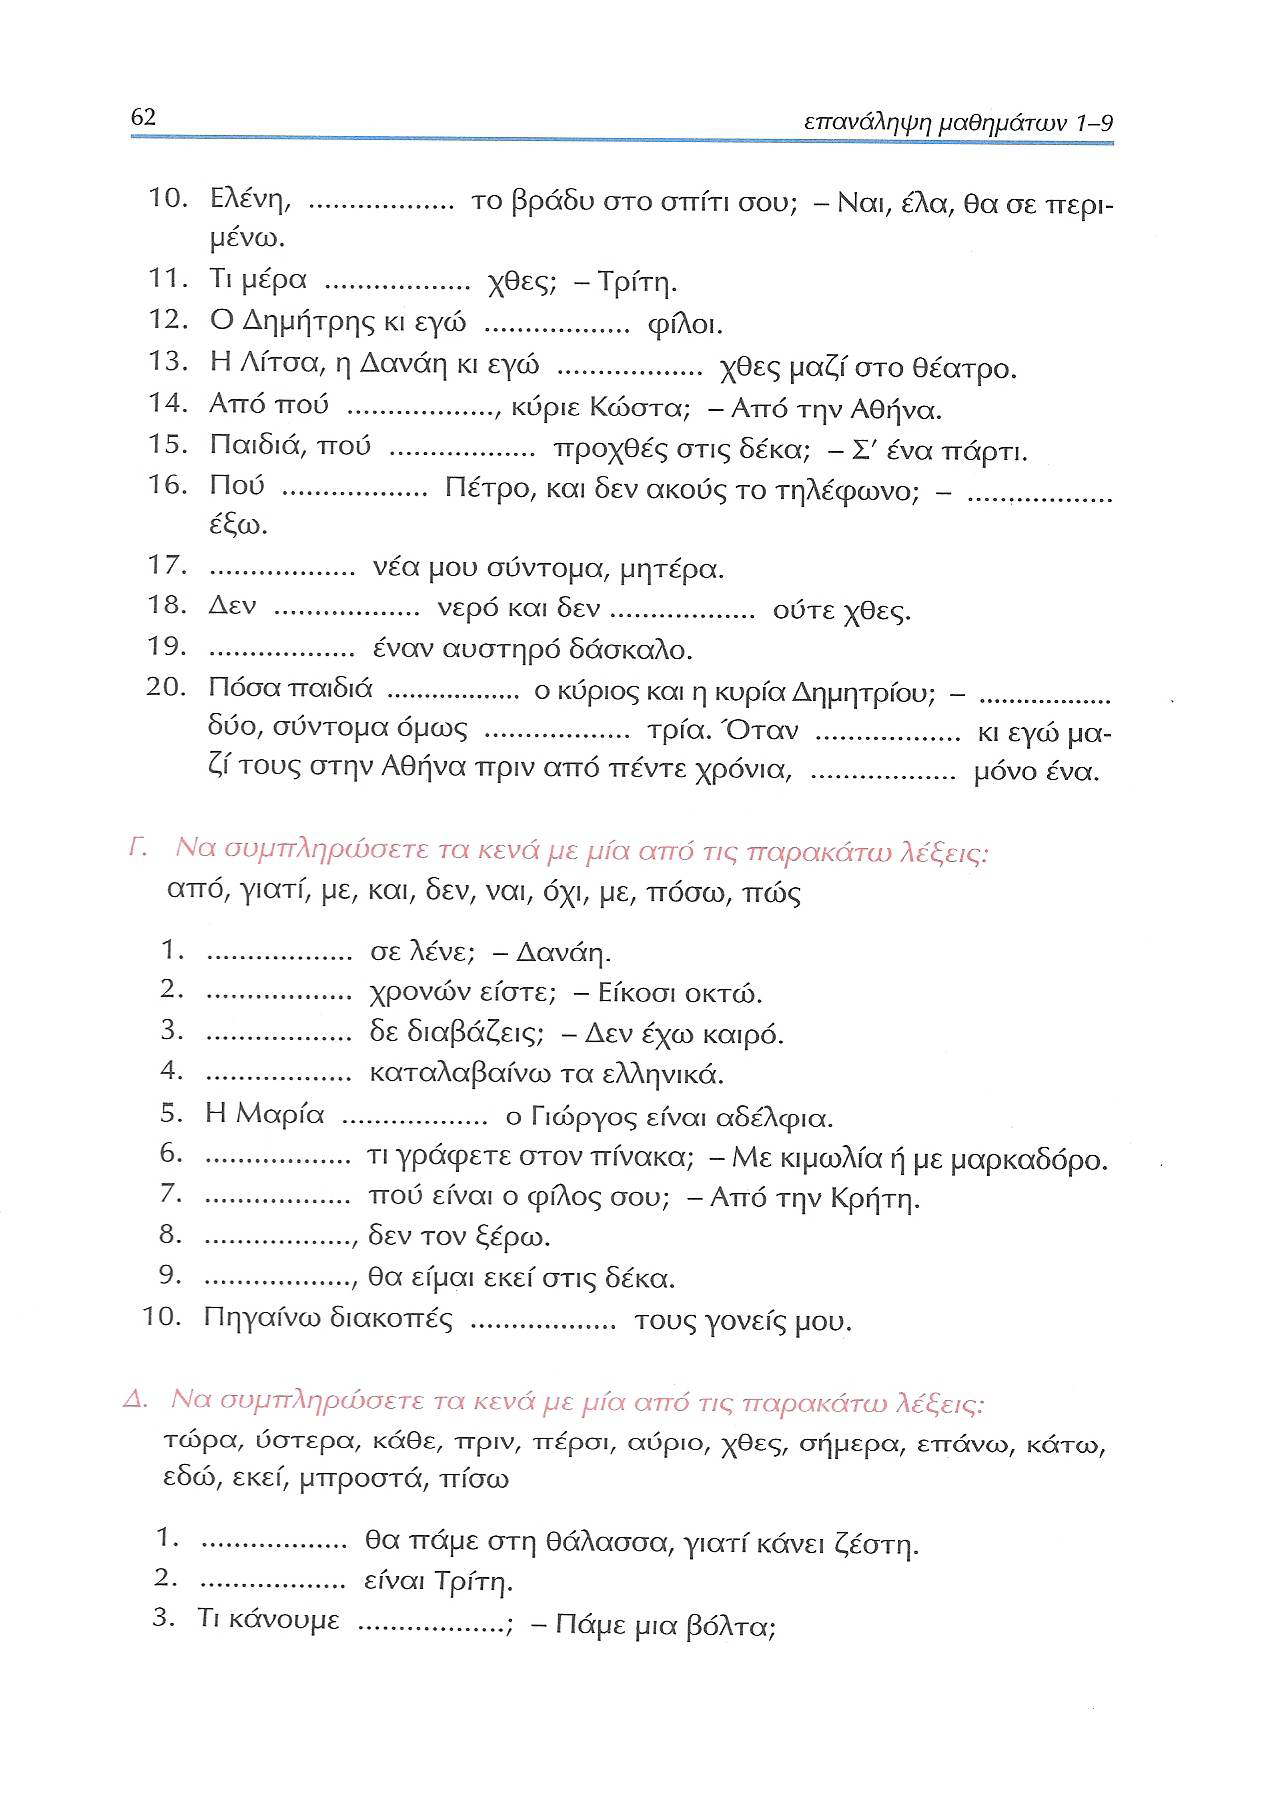 62
επανάληψη μαθημάτων 1–9
10. Ελένη, .................. το βράδυ στο σπίτι σου; – Ναι, έλα, θα σε περι-
μένω.
11. Τι μέρα .................. χθες; – Τρίτη.
12. Ο Δημήτρης κι εγώ .................. φίλοι.
13. Η Λίτσα, η Δανάη κι εγώ .................. χθες μαζί στο θέατρο.
14. Από πού .................., κύριε Κώστα; – Από την Αθήνα.
15. Παιδιά, πού .................. προχθές στις δέκα; – Σ' ένα πάρτι.
16. Πού .................. Πέτρο, και δεν ακούς το τηλέφωνο; – ..................
έξω.
17. .................. νέα μου σύντομα, μητέρα.
18. Δεν .................. νερό και δεν .................. ούτε χθες.
19. .................. έναν αυστηρό δάσκαλο.
20. Πόσα παιδιά .................. ο κύριος και η κυρία Δημητρίου; – ..................
δύο, σύντομα όμως .................. τρία. Όταν .................. κι εγώ μα-
ζί τους στην Αθήνα πριν από πέντε χρόνια, .................. μόνο ένα.
Γ. Να συμπληρώσετε τα κενά με μία από τις παρακάτω λέξεις:
από, γιατί, με, και, δεν, ναι, όχι, με, πόσω, πώς
1. .................. σε λένε; – Δανάη.
2. .................. χρονών είστε; – Είκοσι οκτώ.
3. .................. δε διαβάζεις; – Δεν έχω καιρό.
4. .................. καταλαβαίνω τα ελληνικά.
5. Η Μαρία .................. ο Γιώργος είναι αδέλφια.
6. .................. τι γράφετε στον πίνακα; – Με κιμωλία ή με μαρκαδόρο.
7. .................. πού είναι ο φίλος σου; – Από την Κρήτη.
8. .................., δεν τον ξέρω.
9. .................., θα είμαι εκεί στις δέκα.
10. Πηγαίνω διακοπές .................. τους γονείς μου.
Δ. Να συμπληρώσετε τα κενά με μία από τις παρακάτω λέξεις:
τώρα, ύστερα, κάθε, πριν, πέρσι, αύριο, χθες, σήμερα, επάνω, κάτω,
εδώ, εκεί, μπροστά, πίσω
1. .................. θα πάμε στη θάλασσα, γιατί κάνει ζέστη.
2. .................. είναι Τρίτη.
3. Τι κάνουμε ..................; – Πάμε μια βόλτα;